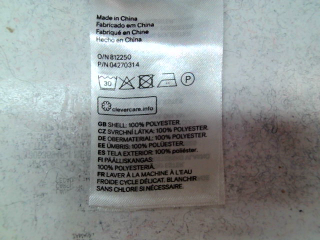 Made in China
Fabricado em China
Fabriqué en Chine
Hecho en China
O/N 812250
P/N 04270314
30
P
clevercare.info
GB SHELL: 100% POLYESTER
CZ SVRCHNÍ LÁTKA: 100% POLYESTER
DE OBERMATERIAL: 100% POLYESTER
EE ÜMBRIS: 100% POLÜESTER
ES TELA EXTERIOR: 100% poliéster.
FI PÄÄLLISKANGAS:
100% POLYESTERIÄ
FR LAVER À LA MACHINE À L'EAU
FROIDE CYCLE DÉLICAT. BLANCHIR
SANS CHLORE SI NÉCESSAIRE.